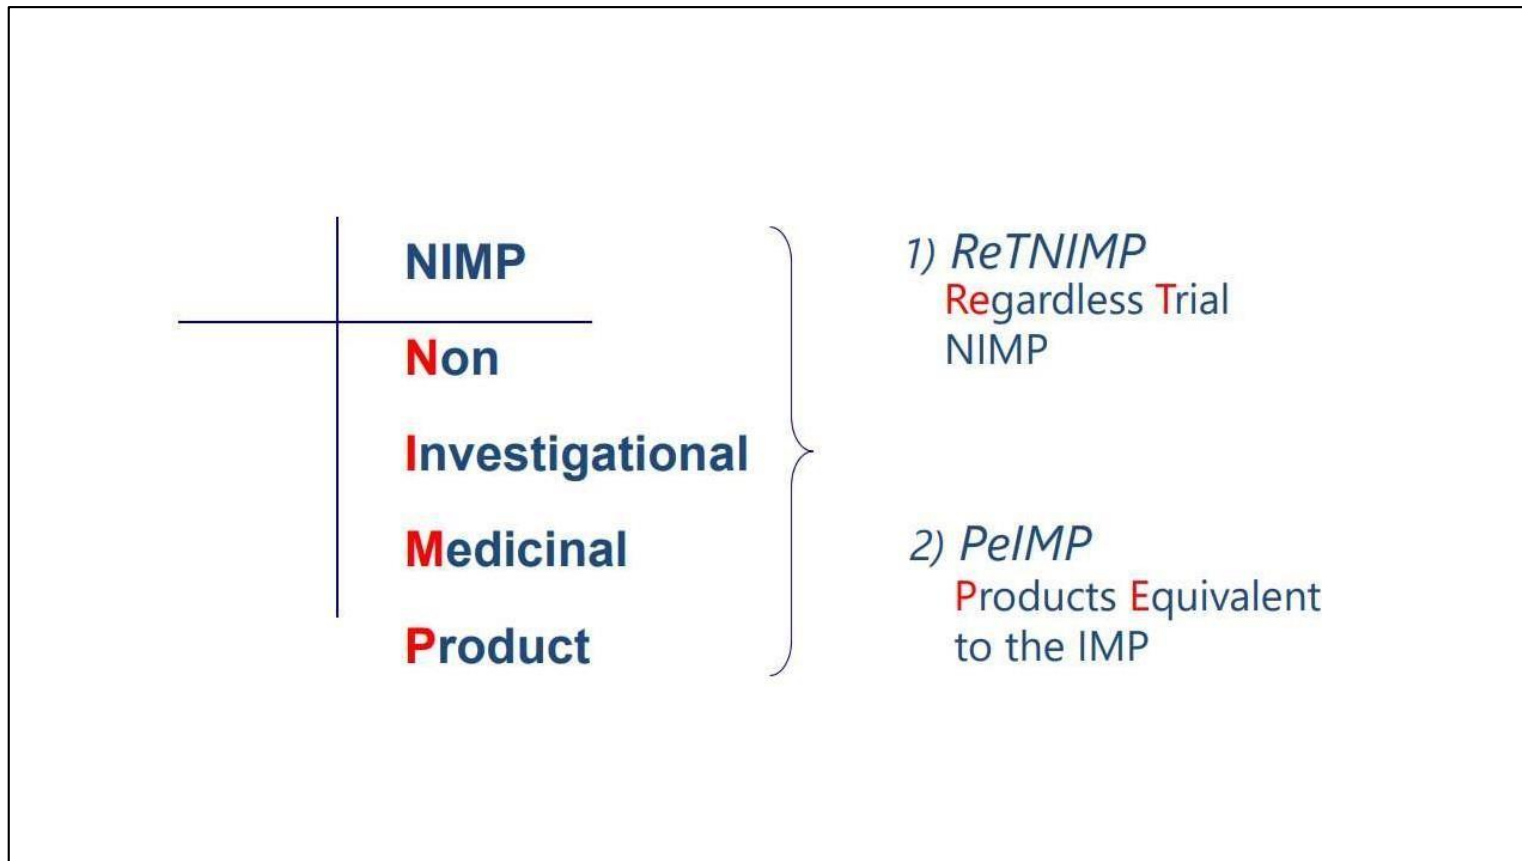 NIMP
Non
Investigational
Medicinal
Product
1) ReTNIMP
Regardless Trial
NIMP
2) PeIMP
Products Equivalent
to the IMP